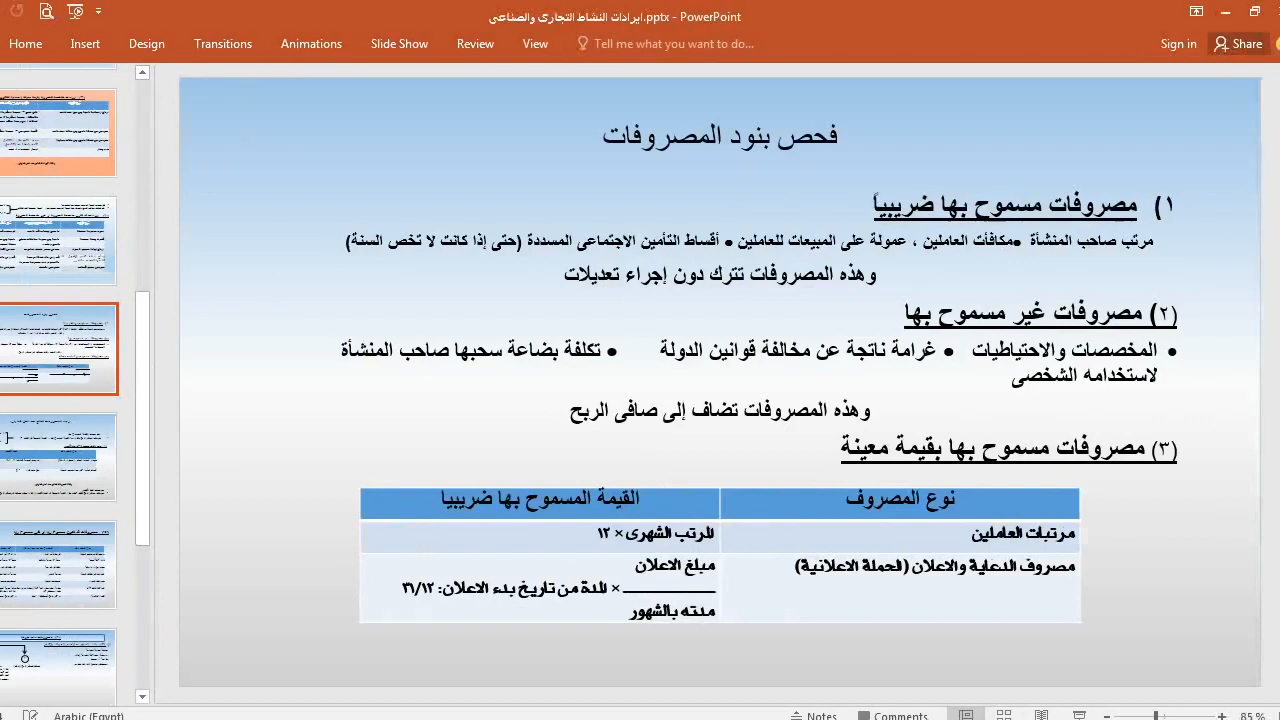 ايرادات النشاط التجارى والصناعى.pptx - PowerPoint
Home Insert Design Transitions Animations Slide Show Review View Tell me what you want to do... Sign in Share
فحص بنود المصروفات
١) مصروفات مسموح بها ضريبياً
مرتب صاحب المنشأة •مكافأت العاملين ، عمولة على المبيعات للعاملين • أقساط التأمين الاجتماعى المسددة (حتى إذا كانت لا تخص السنة)
وهذه المصروفات تترك دون إجراء تعديلات
(٢) مصروفات غير مسموح بها
• المخصصات والاحتياطيات • غرامة ناتجة عن مخالفة قوانين الدولة • تكلفة بضاعة سحبها صاحب المنشأة
لاستخدامه الشخصى
وهذه المصروفات تضاف إلى صافى الربح
(٣) مصروفات مسموح بها بقيمة معينة
نوع المصروف القيمة المسموح بها ضريبيا
مرتبات العاملين المرتب الشهرى × ١٢
مصروف الدعاية والاعلان (الحملة الاعلانية) مبلغ الاعلان
× المدة من تاريخ بدء الاعلان: ٣١/١٢
مدته بالشهور
Arabic (Egypt) Notes Comments 85 %